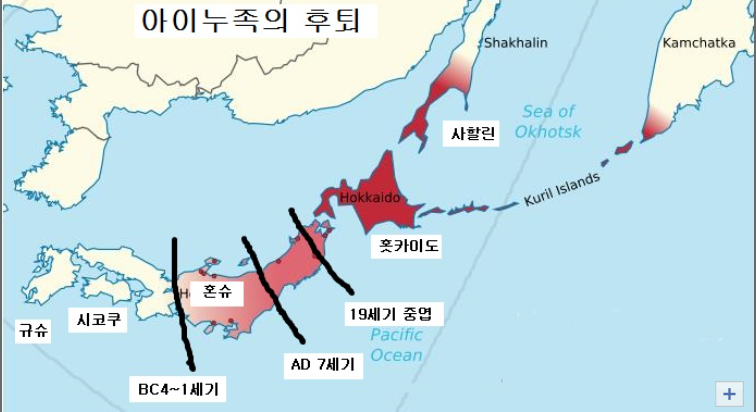 아이누족의 후퇴
Shakhalin
Kamchatka
Sea of
Okhotsk
사할린
Kuril Islands
Hokkaido
홋카이도
혼슈
19세기 중엽
시코쿠
규슈
Pacific
Ocean
AD 7세기
BC4~1세기